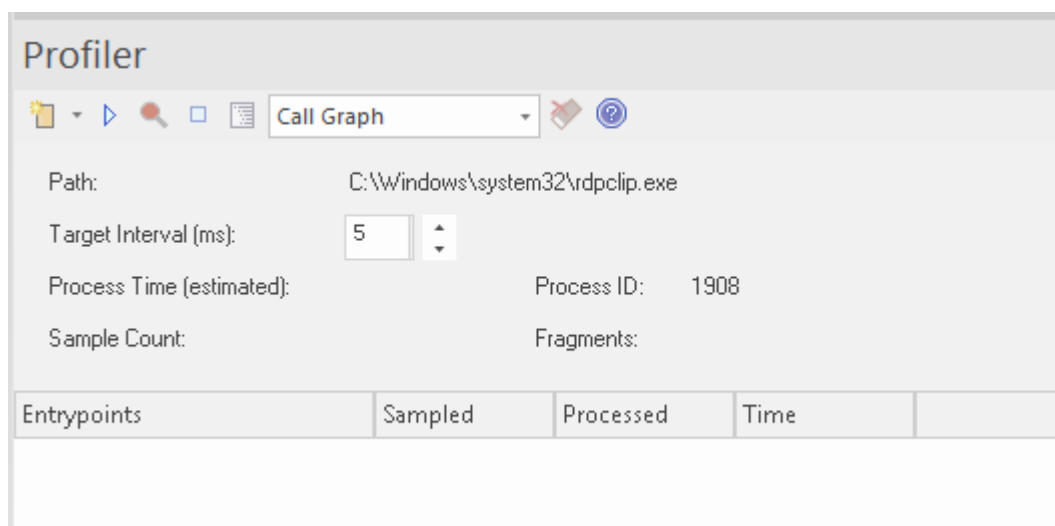 Profiler
Call Graph
Path: C:\Windows\system32\rdpclip.exe
Target Interval (ms): 5
Process Time (estimated): Process ID: 1908
Sample Count: Fragments:
Entrypoints Sampled Processed Time